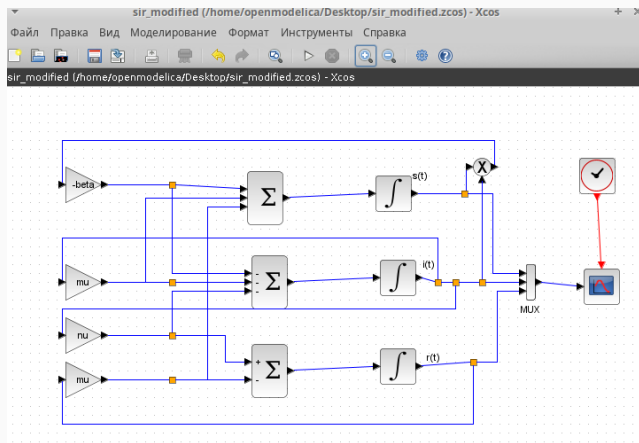 sir_modified (/home/openmodelica/Desktop/sir_modified.zcos) - Xcos
Файл Правка Вид Моделирование Формат Инструменты Справка
sir_modified (/home/openmodelica/Desktop/sir_modified.zcos) - Xcos
-beta
Σ
∫
s(t)
X
mu
-
-
-
Σ
∫
i(t)
MUX
nu
mu
+
-
Σ
∫
r(t)